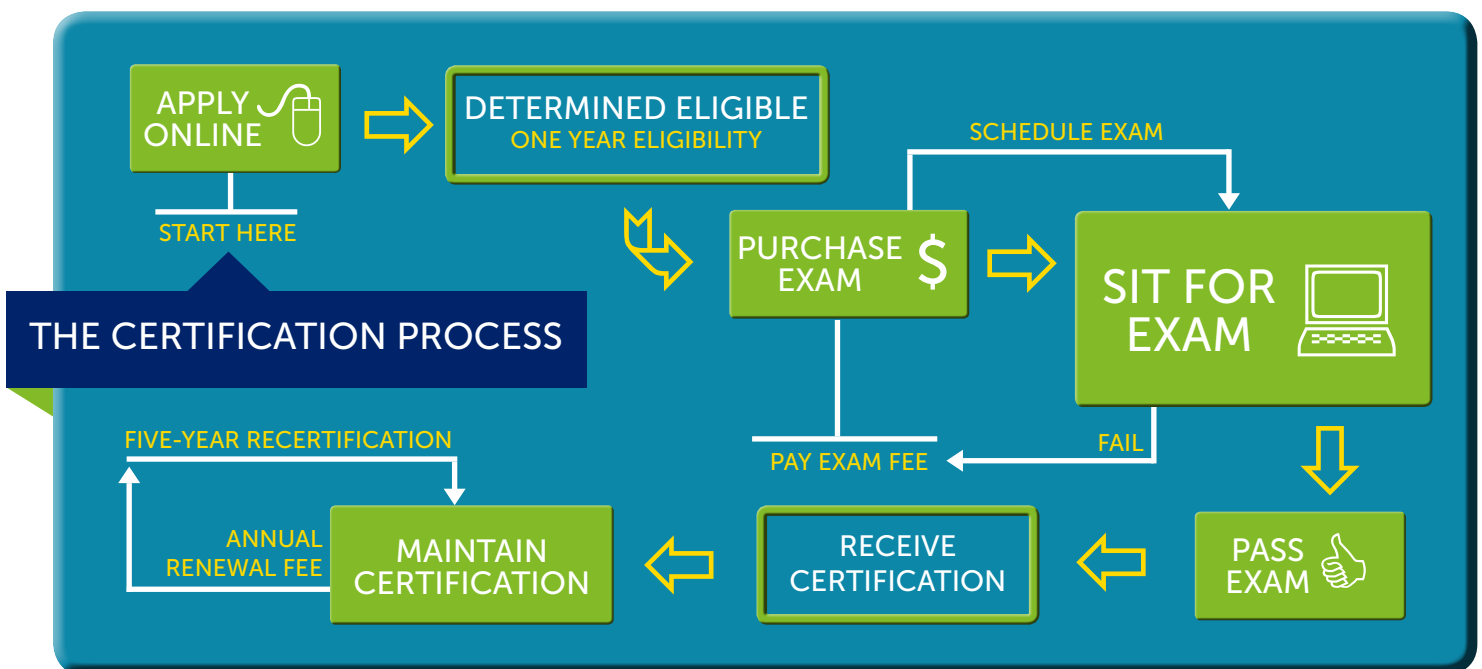 APPLY
ONLINE
START HERE
THE CERTIFICATION PROCESS
DETERMINED ELIGIBLE
ONE YEAR ELIGIBILITY
PURCHASE
EXAM $
PAY EXAM FEE
SCHEDULE EXAM
SIT FOR
EXAM
FAIL
PASS
EXAM
RECEIVE
CERTIFICATION
MAINTAIN
CERTIFICATION
ANNUAL
RENEWAL FEE
FIVE-YEAR RECERTIFICATION